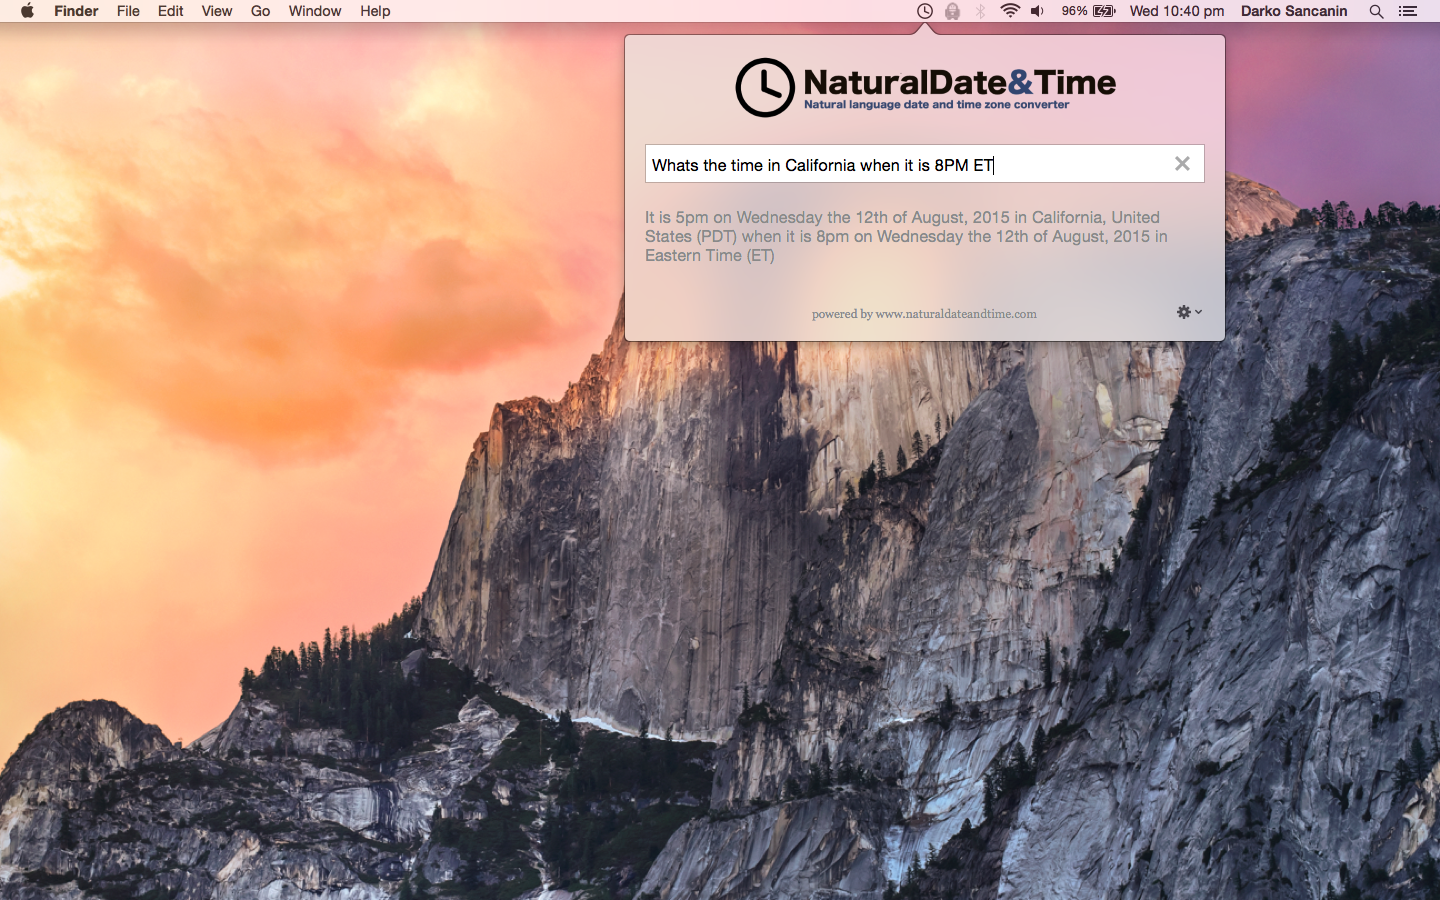 Finder File Edit View Go Window Help 96% Wed 10:40 pm Darko Sancanin
NaturalDate&Time
Natural language date and time zone converter
Whats the time in California when it is 8PM ET
It is 5pm on Wednesday the 12th of August, 2015 in California, United
States (PDT) when it is 8pm on Wednesday the 12th of August, 2015 in
Eastern Time (ET)
powered by www.naturaldateandtime.com